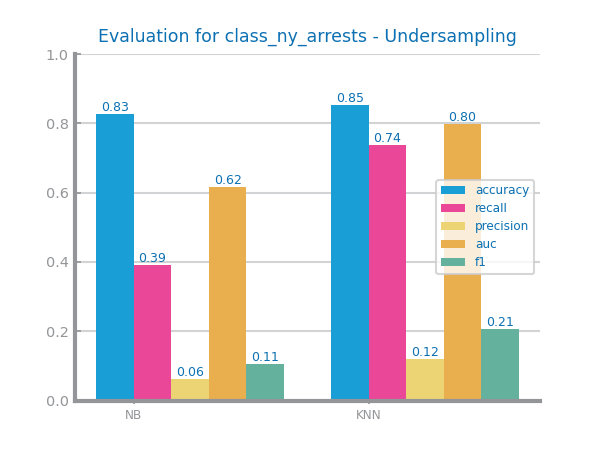 Evaluation for class_ny_arrests - Undersampling
1.0
0.8
0.6
0.4
0.2
0.0
0.83
0.39
0.06
0.62
0.11
0.85
0.74
0.12
0.80
0.21
accuracy
recall
precision
auc
f1
NB
KNN